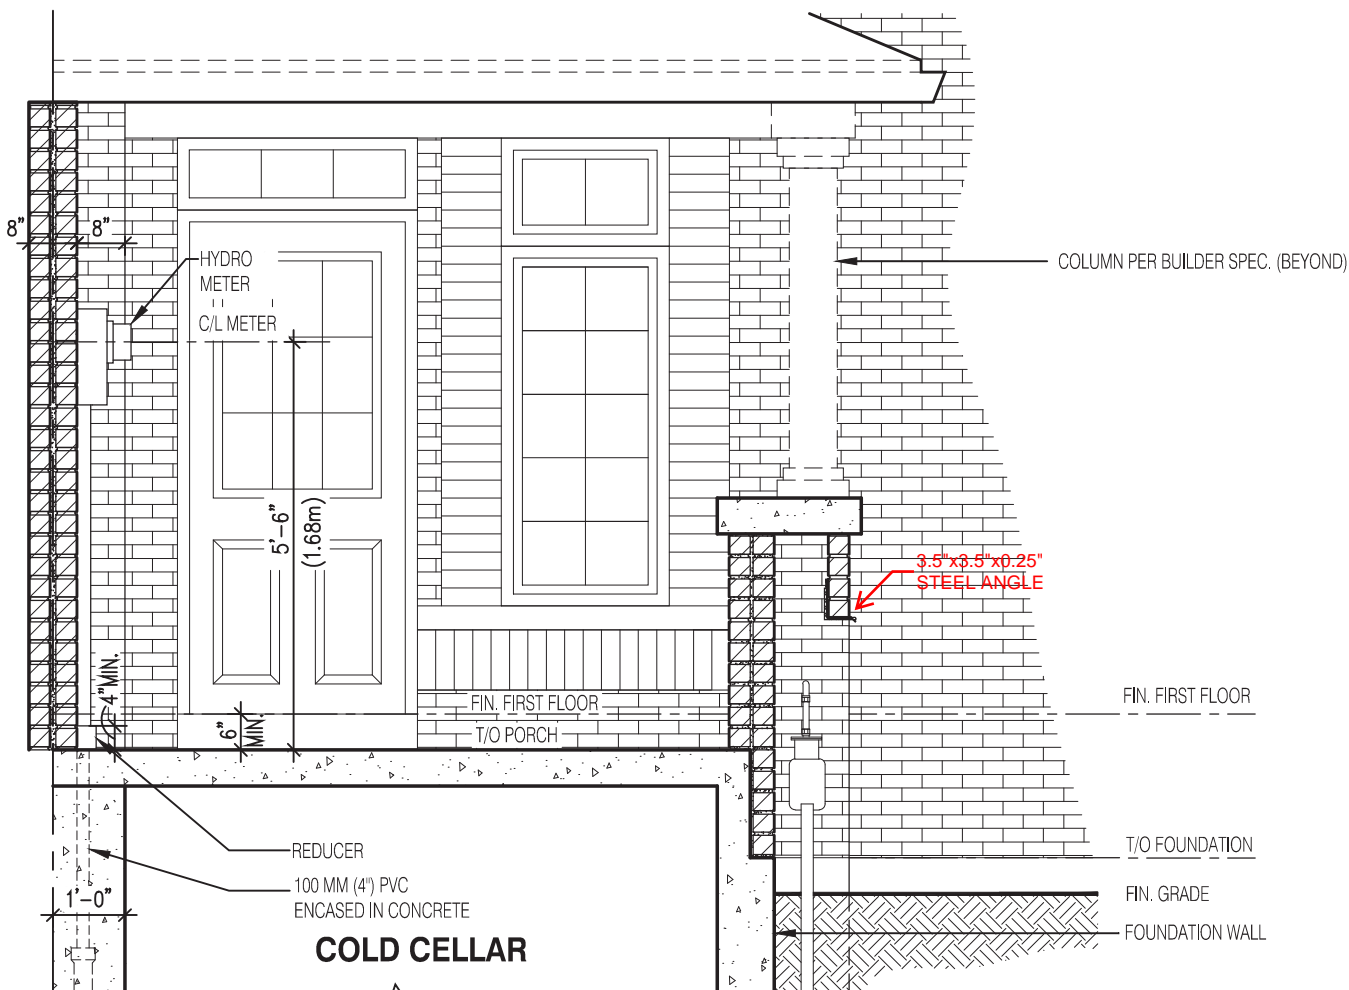 8"
8"
HYDRO
METER
C/L METER
COLUMN PER BUILDER SPEC. (BEYOND)
5'-6"
(1.68m)
3.5"x3.5"x0.25"
STEEL ANGLE
4"MIN.
6"
MIN.
FIN. FIRST FLOOR
T/O PORCH
FIN. FIRST FLOOR
REDUCER
T/O FOUNDATION
100 MM (4") PVC
ENCASED IN CONCRETE
1'-0"
FIN. GRADE
FOUNDATION WALL
COLD CELLAR